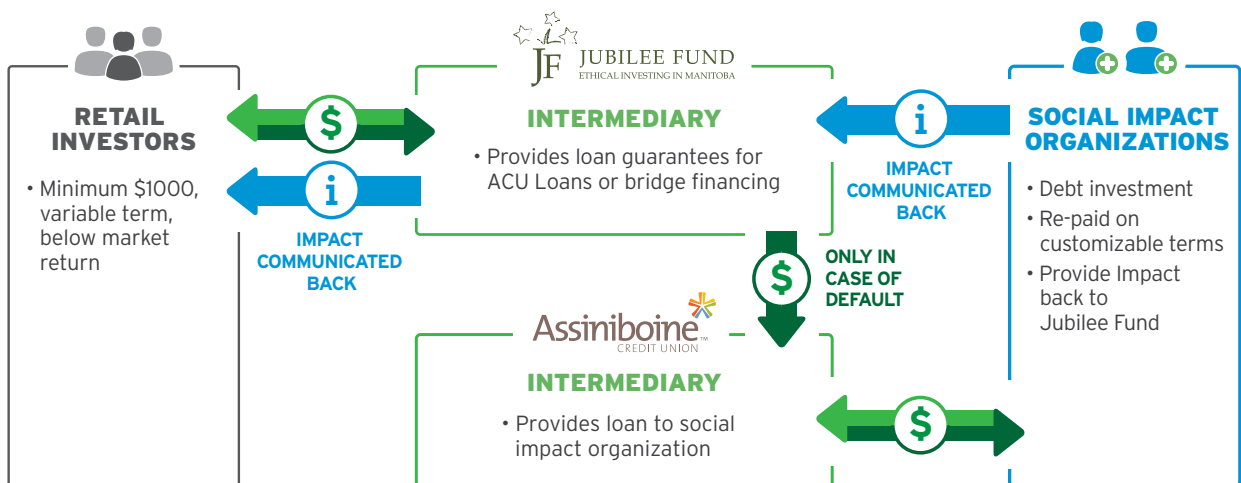 RETAIL
INVESTORS
• Minimum $1000,
variable term,
below market
return
$
i
IMPACT
COMMUNICATED
BACK
JF
JUBILEE FUND
ETHICAL INVESTING IN MANITOBA
INTERMEDIARY
• Provides loan guarantees for
ACU Loans or bridge financing
i
IMPACT
COMMUNICATED
BACK
SOCIAL IMPACT
ORGANIZATIONS
• Debt investment
• Re-paid on
customizable terms
• Provide Impact
back to
Jubilee Fund
$
ONLY IN
CASE OF
DEFAULT
Assiniboine™
CREDIT UNION
INTERMEDIARY
• Provides loan to social
impact organization
$